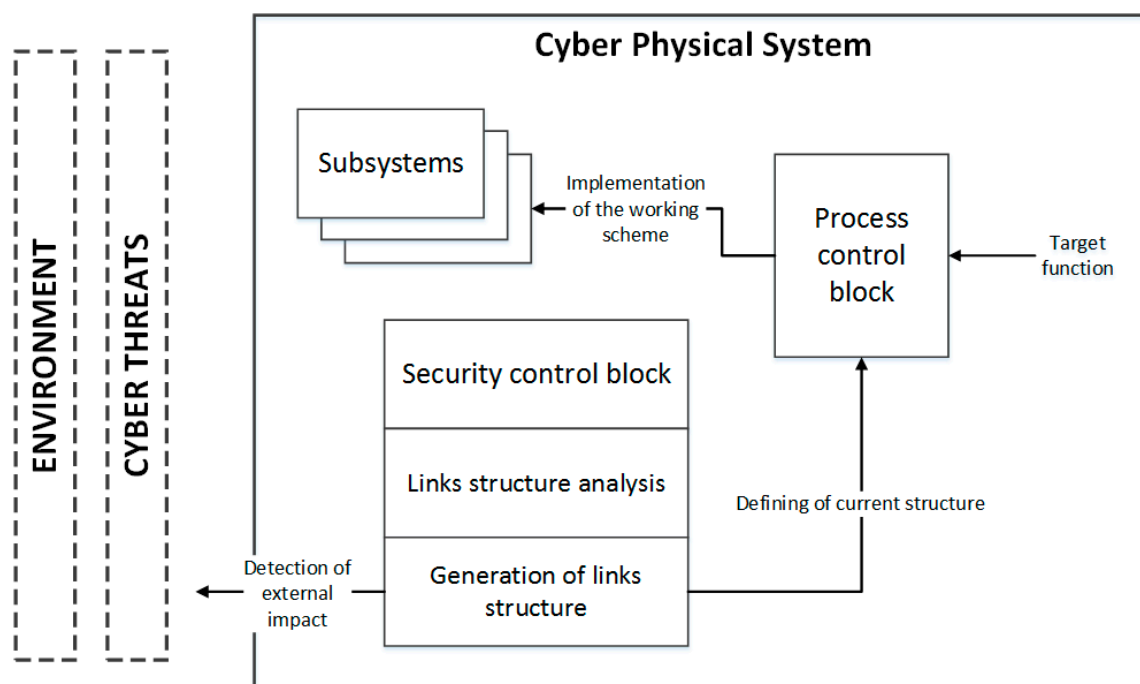 Cyber Physical System
ENVIRONMENT
CYBER THREATS
Subsystems
Implementation
of the working
scheme
Process
control
block
Target
function
Security control block
Links structure analysis
Defining of current structure
Generation of links
structure
Detection of
external
impact